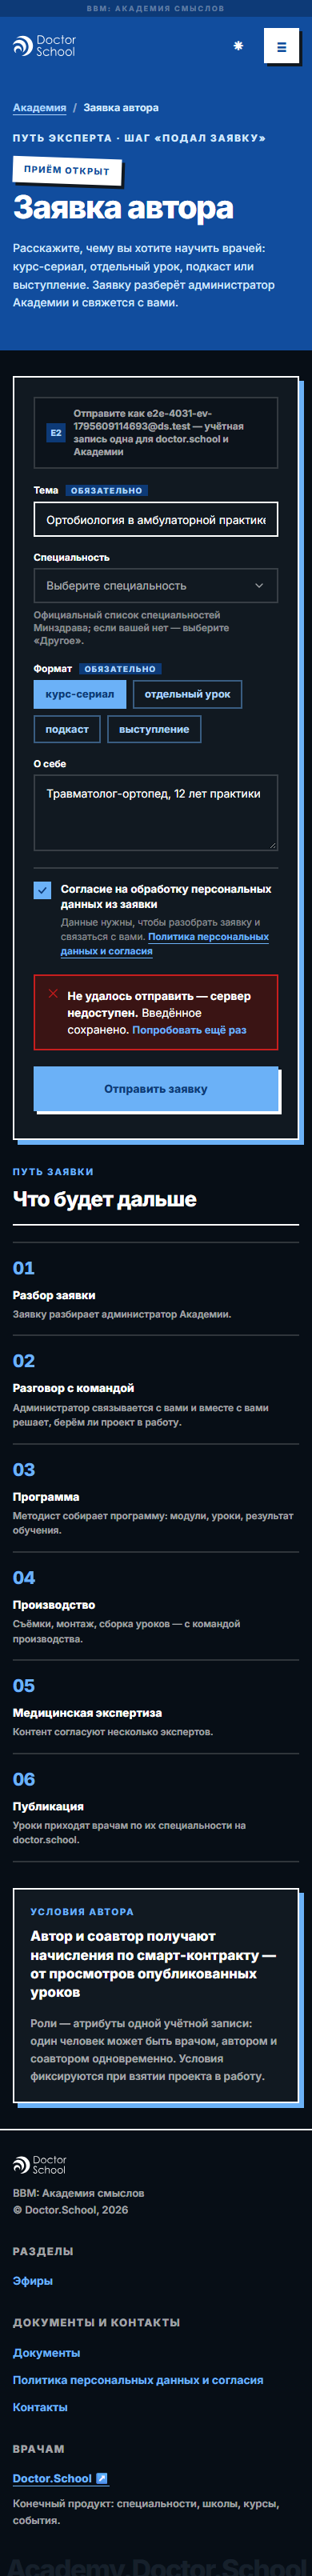 ВВМ: АКАДЕМИЯ СМЫСЛОВ
Doctor
School
Академия / Заявка автора
ПУТЬ ЭКСПЕРТА · ШАГ «ПОДАЛ ЗАЯВКУ»
ПРИЁМ ОТКРЫТ
Заявка автора
Расскажите, чему вы хотите научить врачей:
курс-сериал, отдельный урок, подкаст или
выступление. Заявку разберёт администратор
Академии и свяжется с вами.
Отправите как e2e-4031-ev-
E2
1795609114693@ds.test — учётная
запись одна для doctor.school и
Академии
Тема ОБЯЗАТЕЛЬНО
Ортобиология в амбулаторной практике
Специальность
Выберите специальность
Официальный список специальностей
Минздрава; если вашей нет — выберите
«Другое».
Формат ОБЯЗАТЕЛЬНО
курс-сериал отдельный урок
подкаст выступление
О себе
Травматолог-ортопед, 12 лет практики
Согласие на обработку персональных
данных из заявки
Данные нужны, чтобы разобрать заявку и
связаться с вами. Политика персональных
данных и согласия
Не удалось отправить — сервер
недоступен. Введённое
сохранено. Попробовать ещё раз
Отправить заявку
ПУТЬ ЗАЯВКИ
Что будет дальше
01
Разбор заявки
Заявку разбирает администратор Академии.
02
Разговор с командой
Администратор связывается с вами и вместе с вами
решает, берём ли проект в работу.
03
Программа
Методист собирает программу: модули, уроки, результат
обучения.
04
Производство
Съёмки, монтаж, сборка уроков — с командой
производства.
05
Медицинская экспертиза
Контент согласуют несколько экспертов.
06
Публикация
Уроки приходят врачам по их специальности на
doctor.school.
УСЛОВИЯ АВТОРА
Автор и соавтор получают
начисления по смарт-контракту —
от просмотров опубликованных
уроков
Роли — атрибуты одной учётной записи:
один человек может быть врачом, автором и
соавтором одновременно. Условия
фиксируются при взятии проекта в работу.
Doctor
School
ВВМ: Академия смыслов
© Doctor.School, 2026
РАЗДЕЛЫ
Эфиры
ДОКУМЕНТЫ И КОНТАКТЫ
Документы
Политика персональных данных и согласия
Контакты
ВРАЧАМ
Doctor.School
Конечный продукт: специальности, школы, курсы,
события.
Academy.Doctor.School